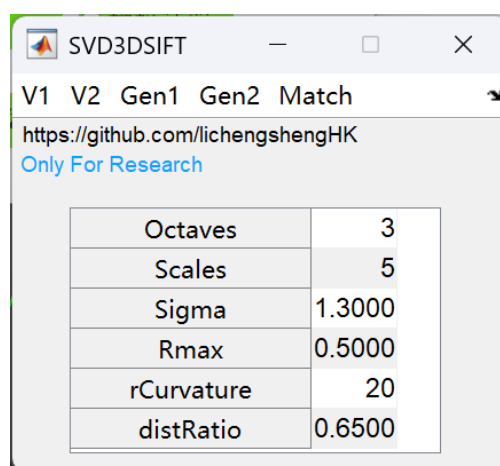 SVD3DSIFT
V1 V2 Gen1 Gen2 Match
https://github.com/lichengshengHK
Only For Research
Octaves 3
Scales 5
Sigma 1.3000
Rmax 0.5000
rCurvature 20
distRatio 0.6500